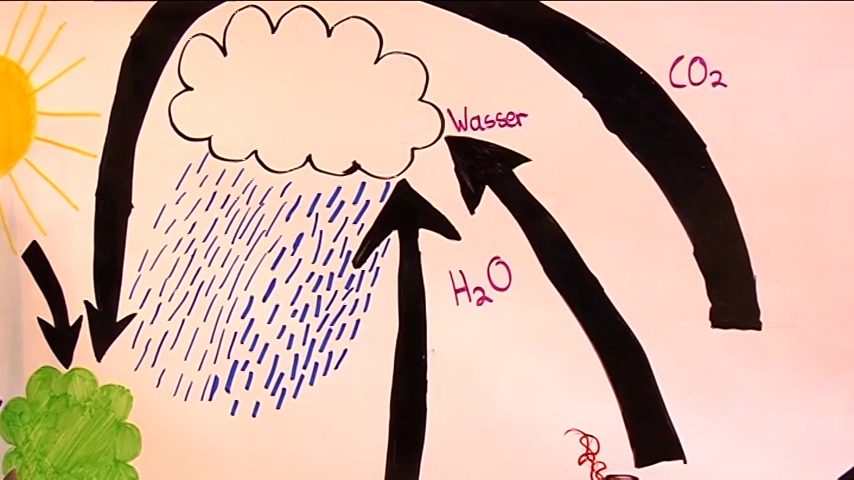 CO₂
Wasser
H₂O